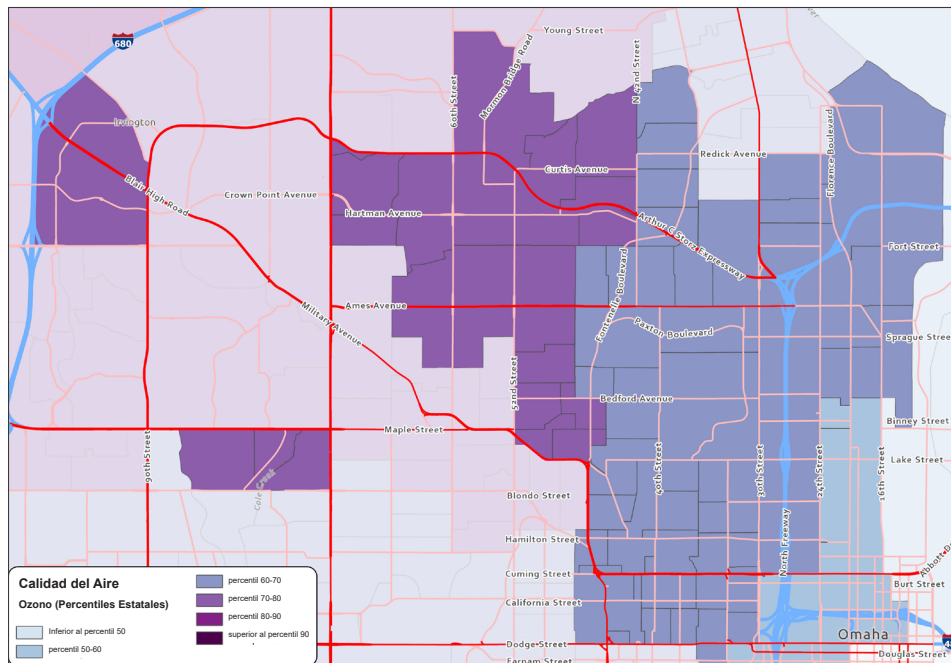 680
Young Street
N 42nd Street
Mormon Bridge Road
60th Street
Irvington
Redick Avenue
Florence Boulevard
Curtis Avenue
Blair High Road
Crown Point Avenue
Hartman Avenue
Arthur C Storz Expressway
Fort Street
Fontenelle Boulevard
Ames Avenue
Military Avenue
Paxton Boulevard
Sprague Stree
52nd Street
Bedford Avenue
Binney Street
Maple Street
90th Street
Lake Street
40th Street
30th Street
24th Street
16th Street
Cole Creek
Blondo Street
North Freeway
Hamilton Street
Cuming Street
Abbott D
Burt Street
California Street
Omaha
Dodge Street
Douglas Street
Farnam Street
Calidad del Aire
Ozono (Percentiles Estatales)
Inferior al percentil 50
percentil 50-60
percentil 60-70
percentil 70-80
percentil 80-90
superior al percentil 90